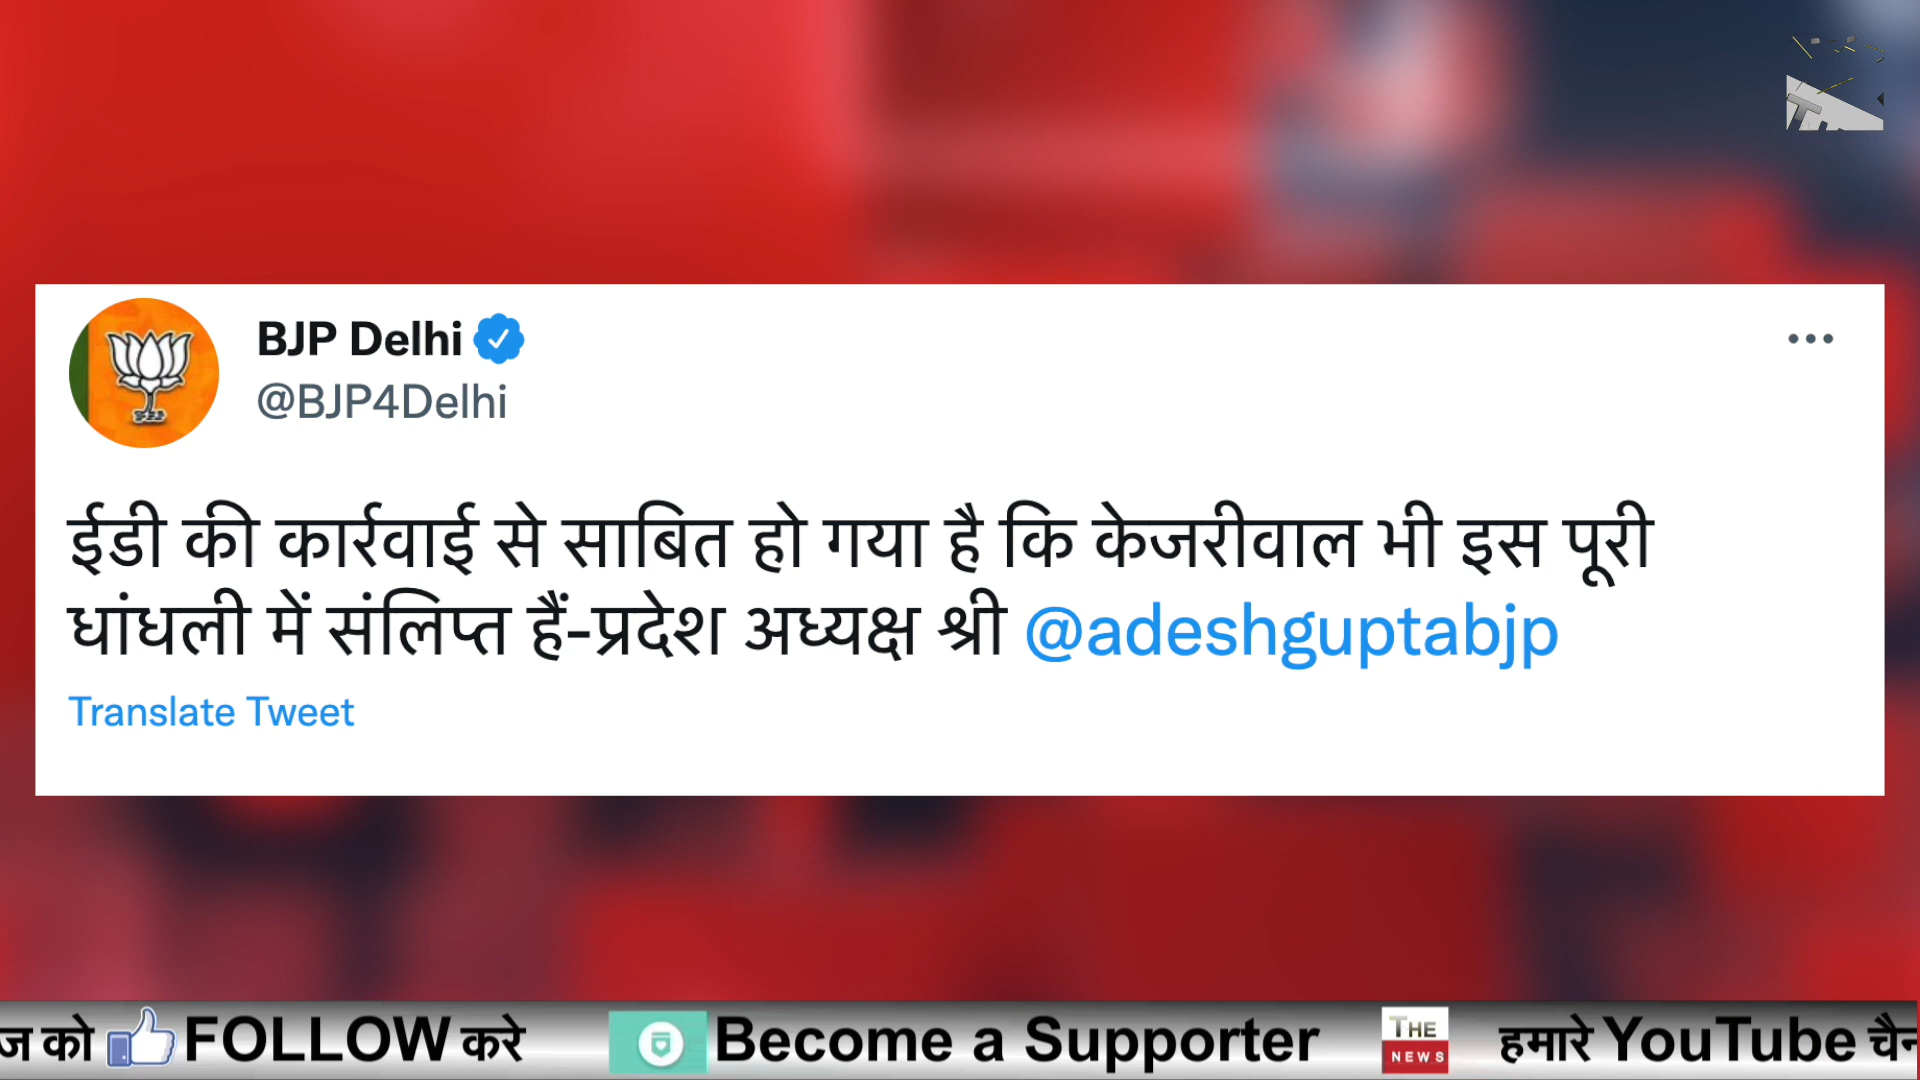 BJP Delhi
@BJP4Delhi
ईडी की कार्रवाई से साबित हो गया है कि केजरीवाल भी इस पूरी
धांधली में संलिप्त हैं-प्रदेश अध्यक्ष श्री @adeshguptabjp
Translate Tweet
को FOLLOW करे Become a Supporter THE NEWS हमारे YouTube